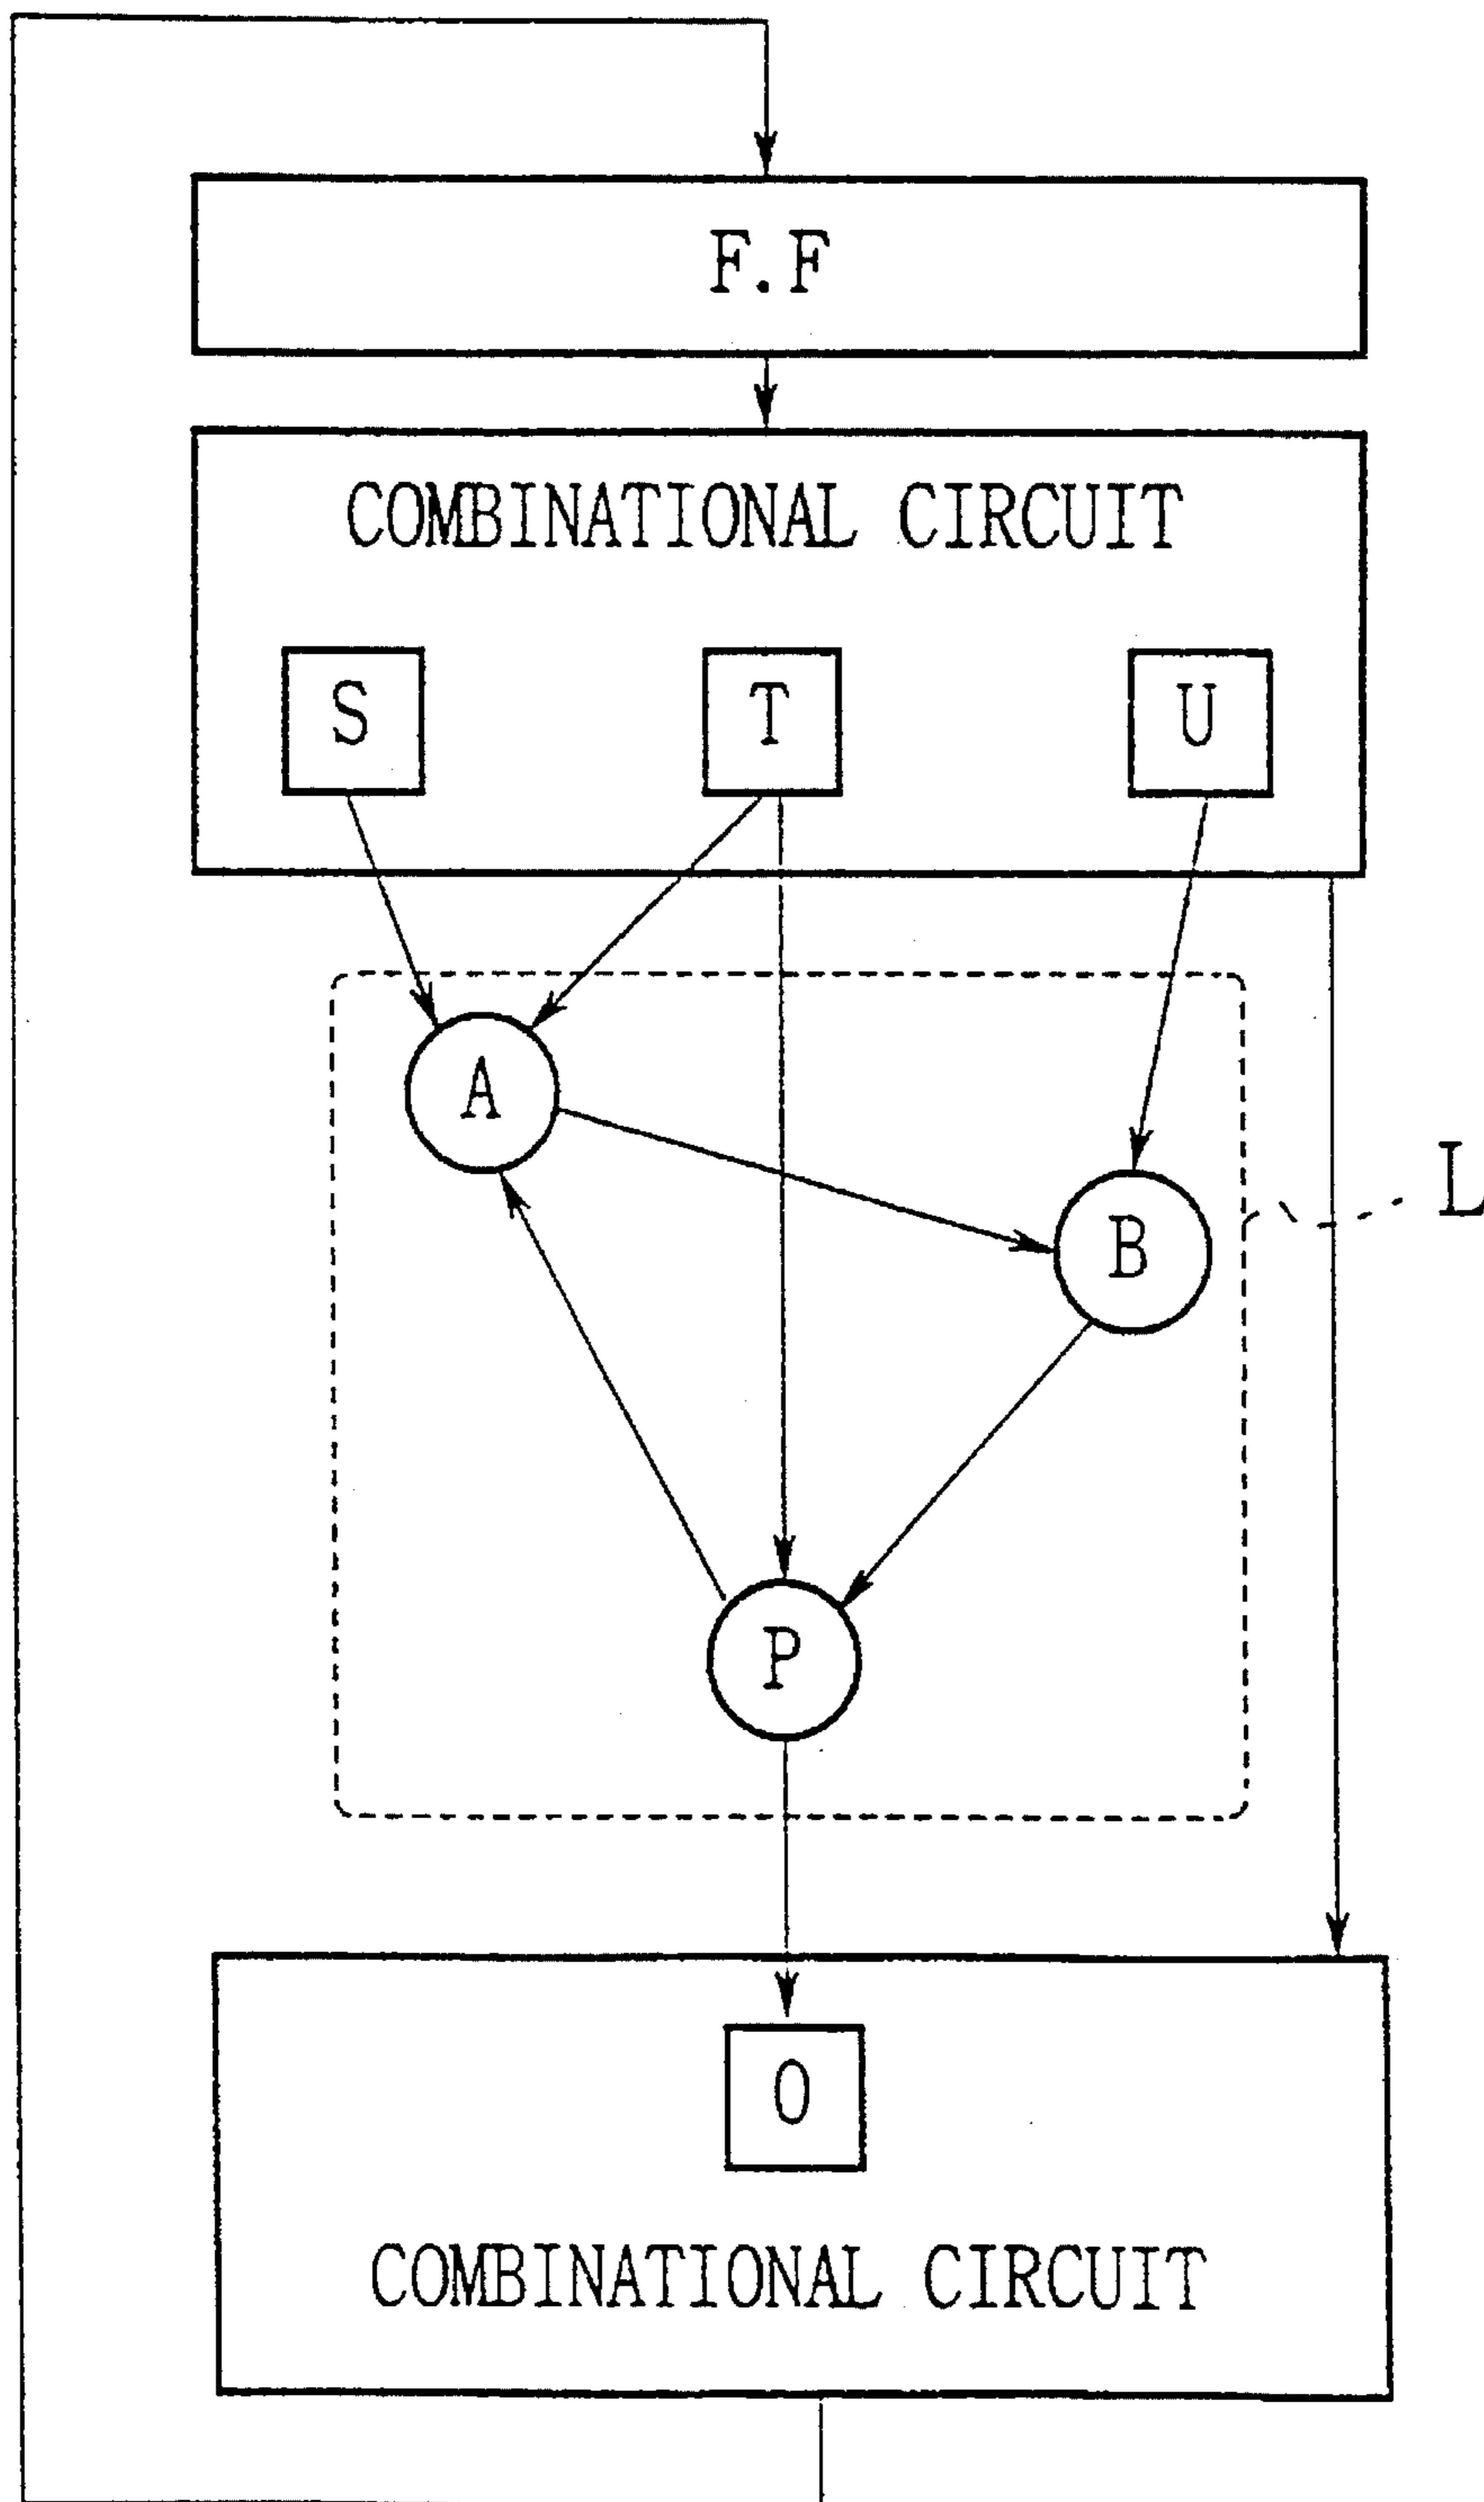 F.F
COMBINATIONAL CIRCUIT
S T U
A
B
L
P
O
COMBINATIONAL CIRCUIT